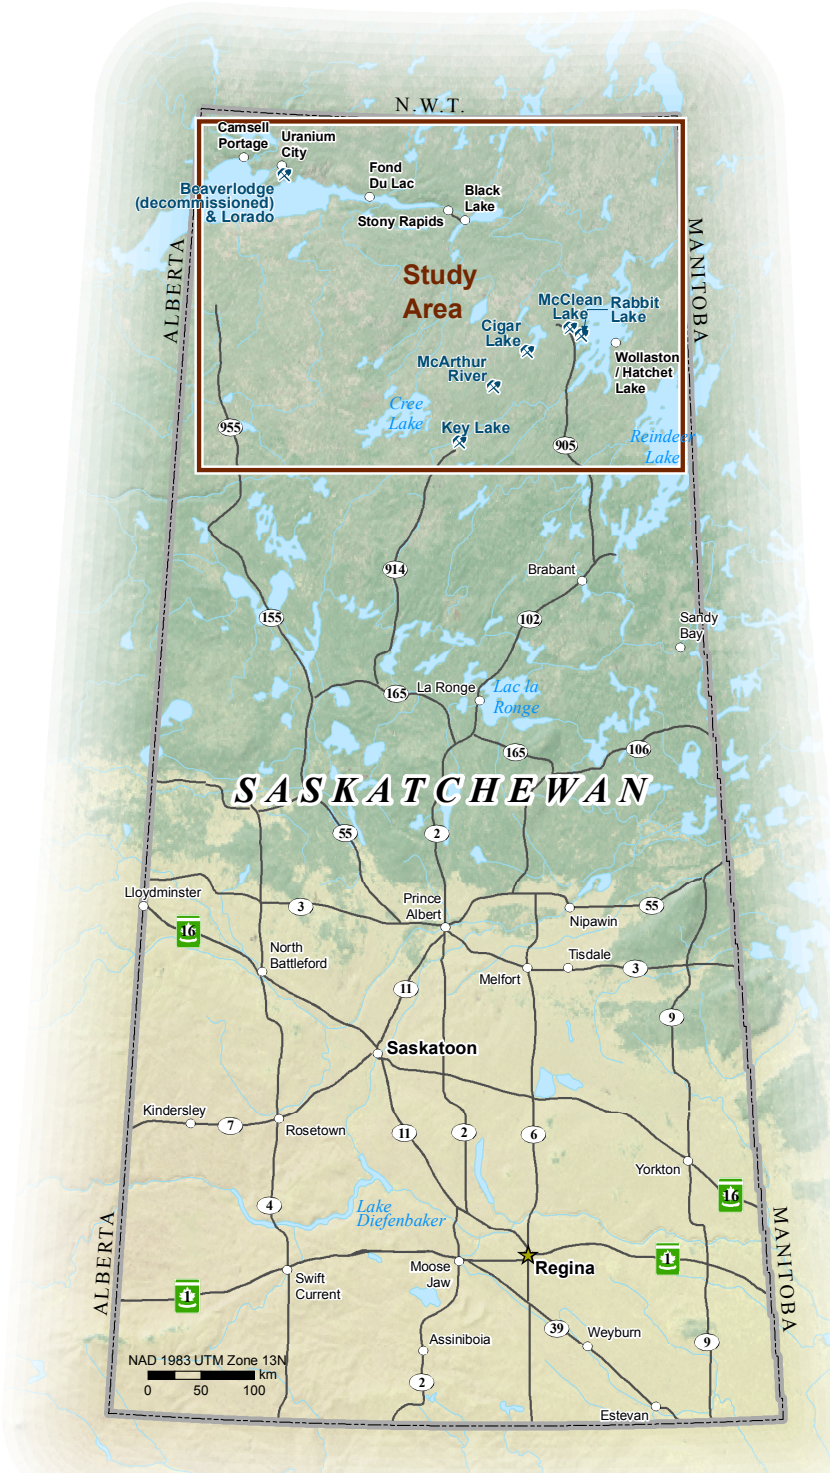 N.W.T.
Camsell
Portage
Uranium
City
Fond
Du Lac
Black
Lake
Beaverlodge
(decommissioned)
& Lorado
Stony Rapids
ALBERTA
MANITOBA
Study
Area
McClean
Lake
Rabbit
Lake
Cigar
Lake
Wollaston
/ Hatchet
Lake
McArthur
River
Cree
Lake
Key Lake
955
905
Reindeer
Lake
914
Brabant
155
102
Sandy
Bay
La Ronge
Lac la
Ronge
165
165
106
SASKATCHEWAN
55
2
Lloydminster
Prince
Albert
3
55
Nipawin
16
North
Battleford
Tisdale
Melfort
3
11
9
Saskatoon
Kindersley
7
Rosetown
11
2
6
Yorkton
16
4
Lake
Diefenbaker
ALBERTA
MANITOBA
Regina
1
Moose
Jaw
Swift
Current
1
39
Weyburn
Assiniboia
9
NAD 1983 UTM Zone 13N
km
0 50 100
2
Estevan